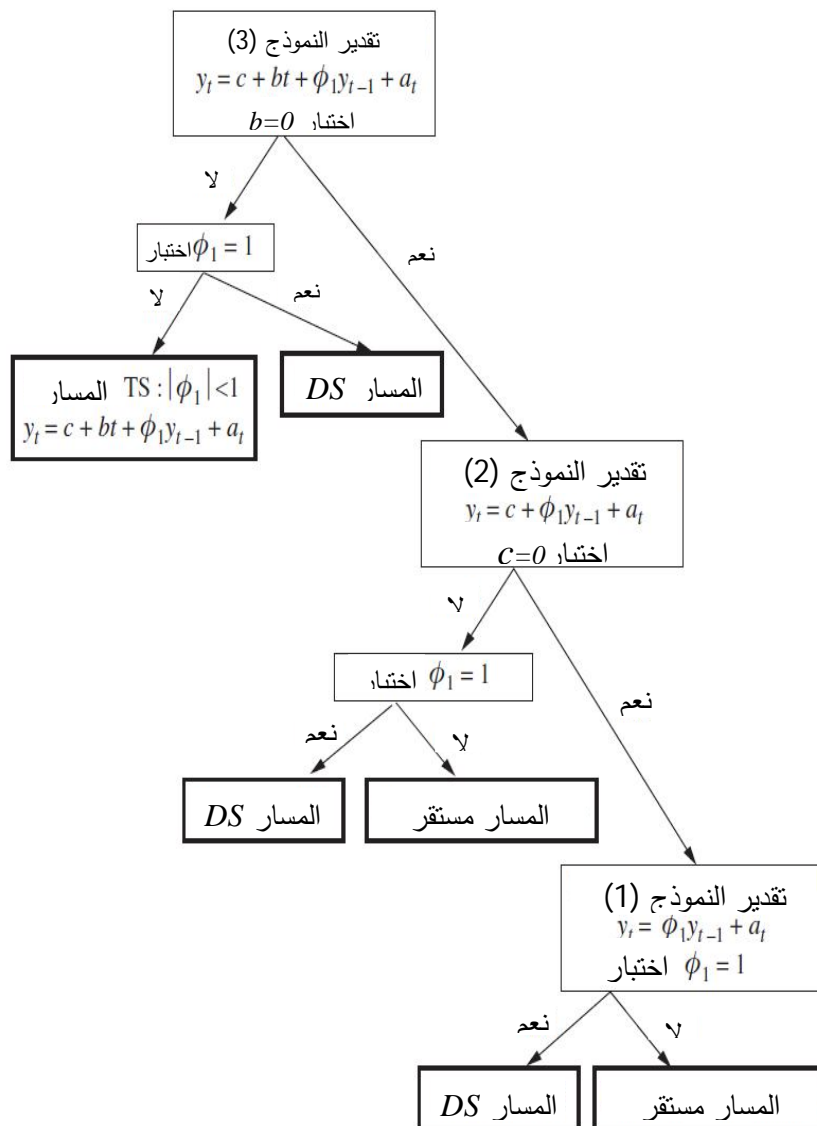 تقدير النموذج (3)
y_t = c + bt + ϕ_1 y_{t−1} + a_t
اختبار b=0
لا
نعم
اختبار ϕ_1 = 1
لا
نعم
المسار TS : |ϕ_1| <1
y_t = c + bt + ϕ_1 y_{t−1} + a_t
المسار DS
تقدير النموذج (2)
y_t = c + ϕ_1 y_{t−1} + a_t
اختبار c=0
لا
نعم
اختبار ϕ_1 = 1
نعم
لا
المسار DS
المسار مستقر
تقدير النموذج (1)
y_t = ϕ_1 y_{t−1} + a_t
اختبار ϕ_1 = 1
نعم
لا
المسار DS
المسار مستقر